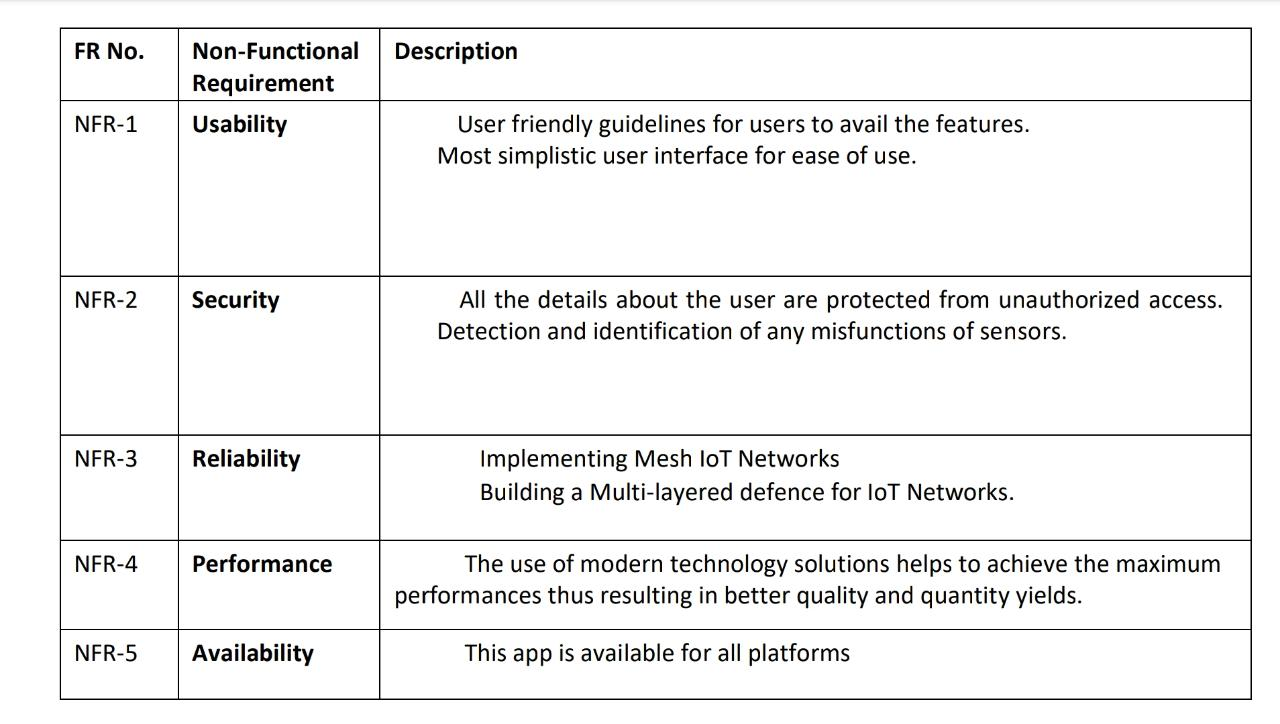 FR No.
Non-Functional
Requirement
Description
NFR-1
Usability
User friendly guidelines for users to avail the features.
Most simplistic user interface for ease of use.
NFR-2
Security
All the details about the user are protected from unauthorized access.
Detection and identification of any misfunctions of sensors.
NFR-3
Reliability
Implementing Mesh IoT Networks
Building a Multi-layered defence for IoT Networks.
NFR-4
Performance
The use of modern technology solutions helps to achieve the maximum
performances thus resulting in better quality and quantity yields.
NFR-5
Availability
This app is available for all platforms